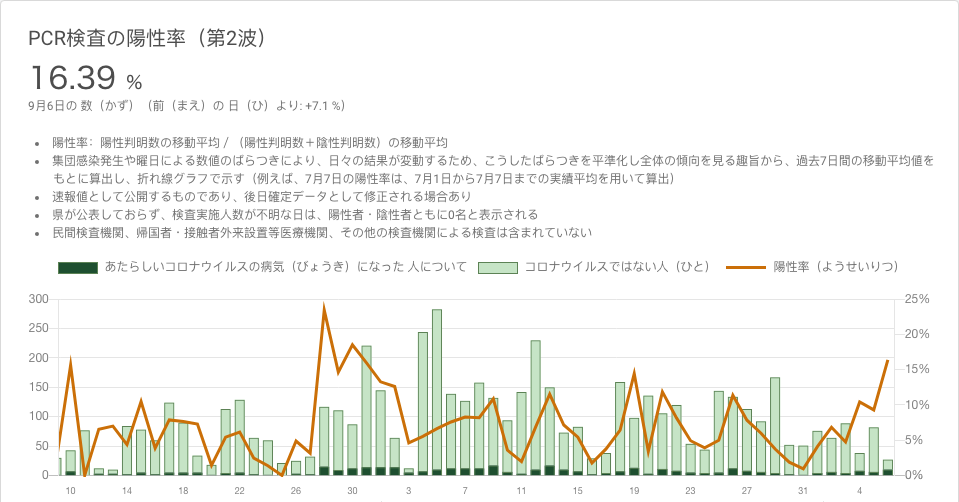 PCR検査の陽性率（第2波）
16.39 %
9月6日の 数（かず）（前（まえ）の 日（ひ）より: +7.1 %）
• 陽性率：陽性判明数の移動平均 / （陽性判明数＋陰性判明数）の移動平均
• 集団感染発生や曜日による数値のばらつきにより、日々の結果が変動するため、こうしたばらつきを平準化し全体の傾向を見る趣旨から、過去7日間の移動平均値を
もとに算出し、折れ線グラフで示す（例えば、7月7日の陽性率は、7月1日から7月7日までの実績平均を用いて算出）
• 速報値として公開するものであり、後日確定データとして修正される場合あり
• 県が公表しておらず、検査実施人数が不明な日は、陽性者・陰性者ともに0名と表示される
• 民間検査機関、帰国者・接触者外来設置等医療機関、その他の検査機関による検査は含まれていない
あたらしいコロナウイルスの病気（びょうき）になった 人について コロナウイルスではない人（ひと） 陽性率（ようせいりつ）
300 25%
250 20%
200 15%
150 10%
100 5%
50 0%
0
10 14 18 22 26 30 3 7 11 15 19 23 27 31 4